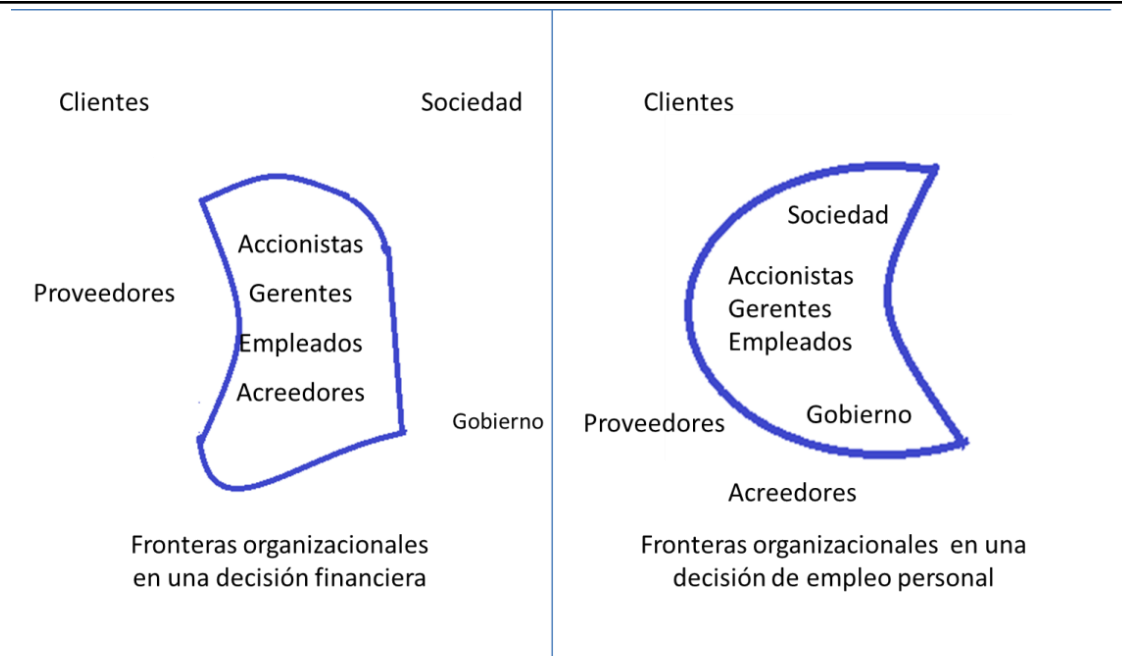 Clientes
Sociedad
Accionistas
Proveedores
Gerentes
Empleados
Acreedores
Gobierno
Fronteras organizacionales
en una decisión financiera
Clientes
Sociedad
Accionistas
Gerentes
Empleados
Gobierno
Proveedores
Acreedores
Fronteras organizacionales  en una
decisión de empleo personal